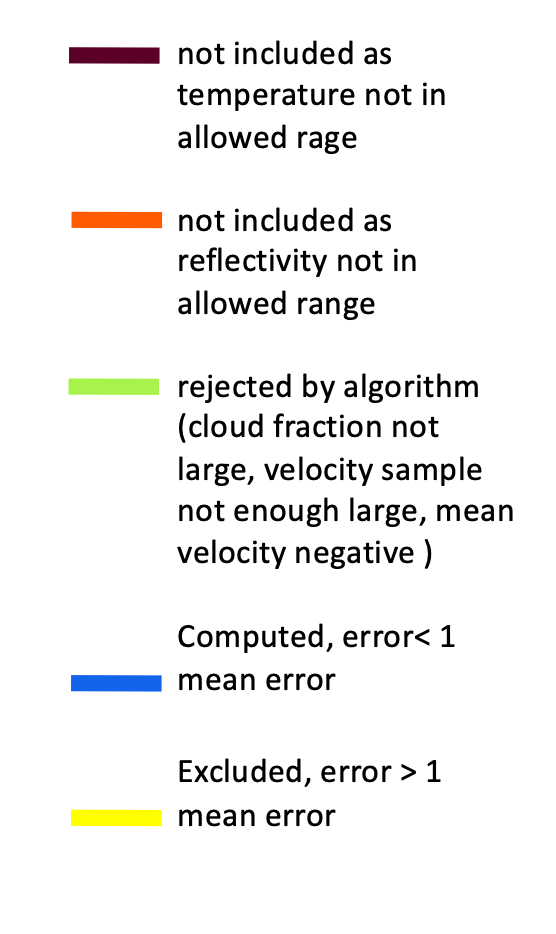 not included as
temperature not in
allowed rage
not included as
reflectivity not in
allowed range
rejected by algorithm
(cloud fraction not
large, velocity sample
not enough large, mean
velocity negative )
Computed, error< 1
mean error
Excluded, error > 1
mean error